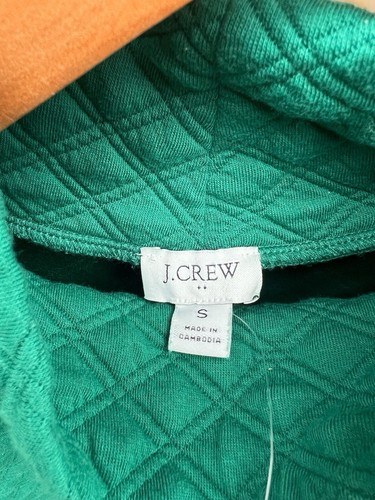 J.CREW
++
S
MADE IN
CAMBODIA